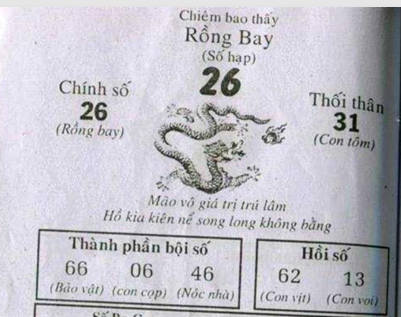 Chiêm bao thấy
Rồng Bay
(Số hạp)
26
Chính số
26
(Rồng bay)
Thối thân
31
(Con tôm)
Mão vô giá trị trú lâm
Hồ kia kiên nể song long không bằng
Thành phần bội số
66 06 46
(Bảo vật) (con cọp) (Nóc nhà)
Hồi số
62 13
(Con vịt) (Con voi)